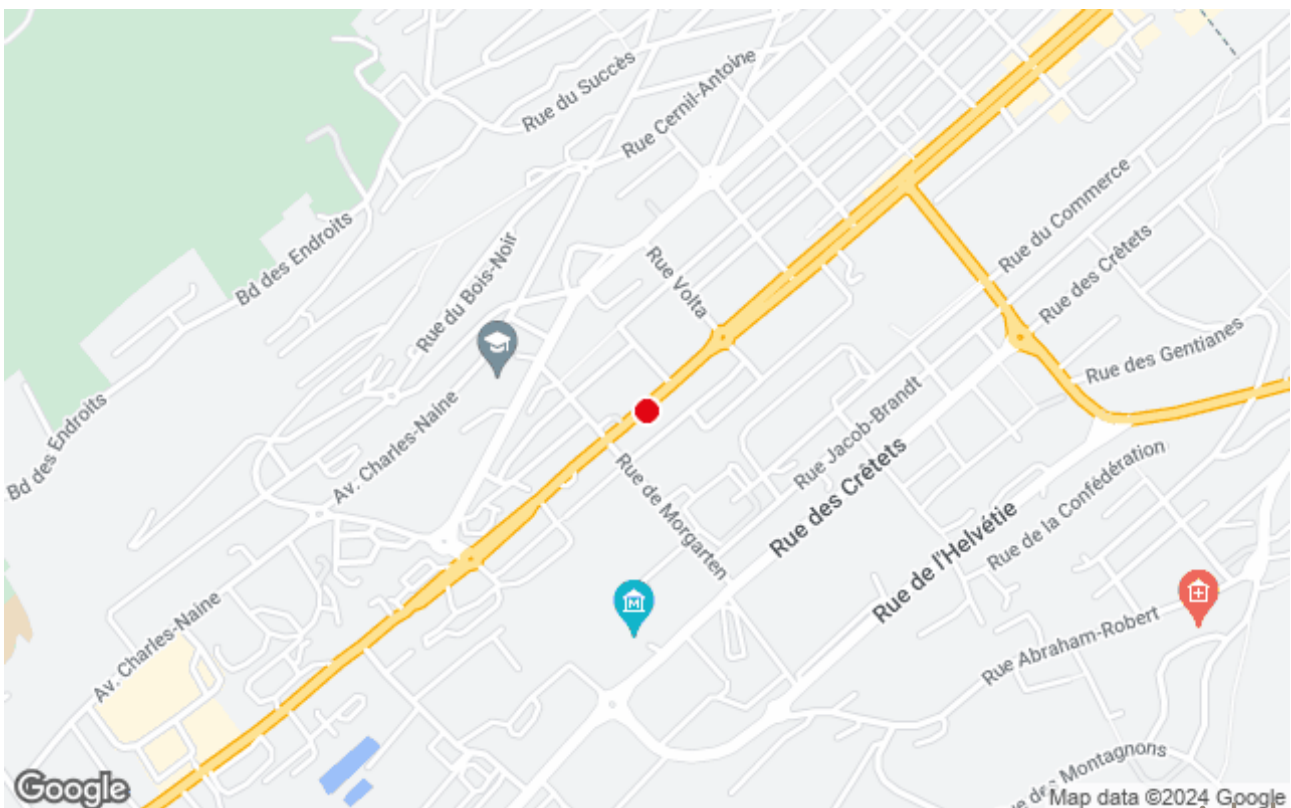 Rue du Succès
Rue Cernil-Antoine
Rue du Commerce
Bd des Endroits
Rue du Bois-Noir
Rue Volta
Rue des Crêtets
Rue des Gentianes
Bd des Endroits
Av. Charles-Naine
Rue Jacob-Brandt
Rue des Crêtets
Rue de Morgarten
Rue de l'Helvétie
Rue de la Confédération
Av. Charles-Naine
M
Rue Abraham-Robert
Rue des Montagnons
Google
Map data ©2024 Google